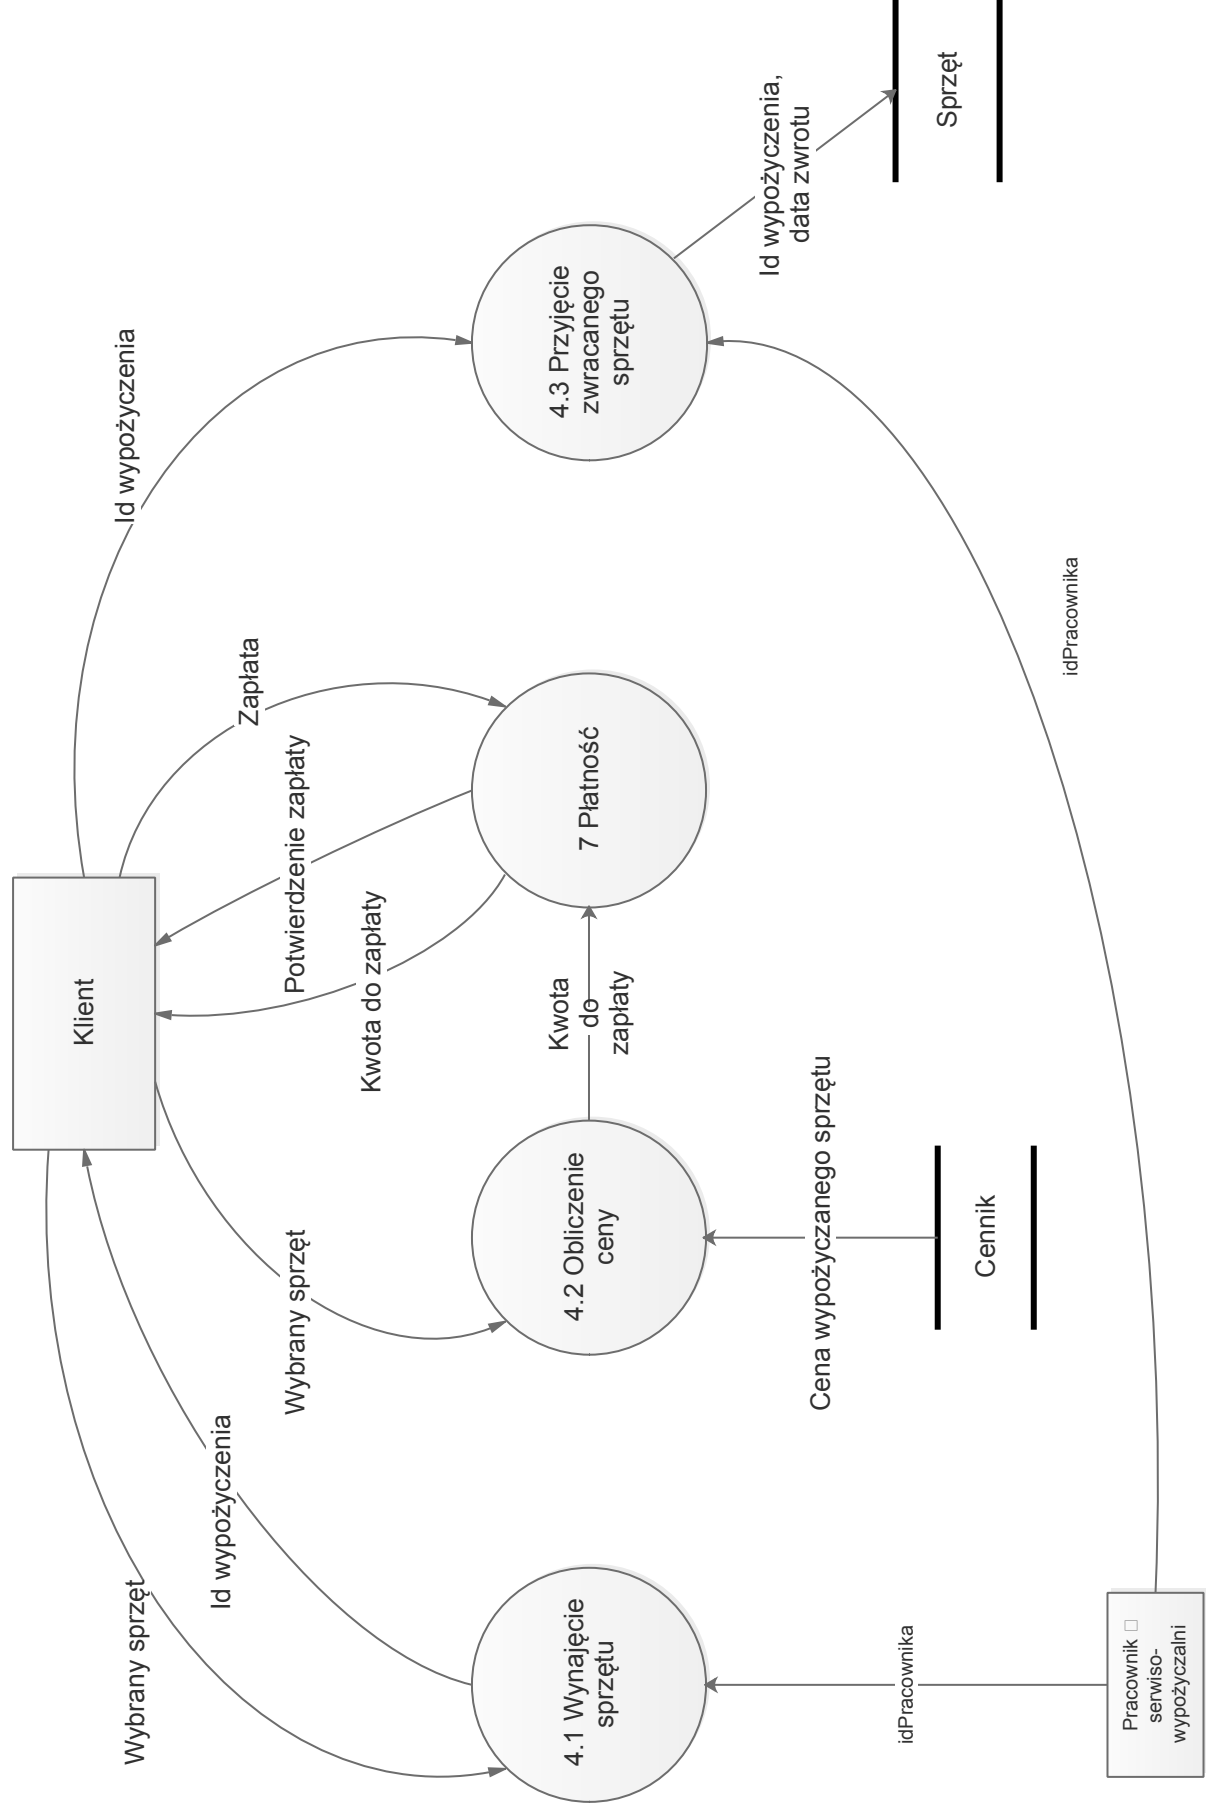 Klient
Wybrany sprzęt
Id wypożyczenia
Wybrany sprzęt
Kwota do zapłaty
Potwierdzenie zapłaty
Zapłata
Id wypożyczenia
4.1 Wynajęcie
sprzętu
4.2 Obliczenie
ceny
Kwota
do
zapłaty
7 Płatność
4.3 Przyjęcie
zwracanego
sprzętu
Id wypożyczenia,
data zwrotu
Sprzęt
Cena wypożyczanego sprzętu
Cennik
idPracownika
idPracownika
Pracownik
serwiso-
wypożyczalni